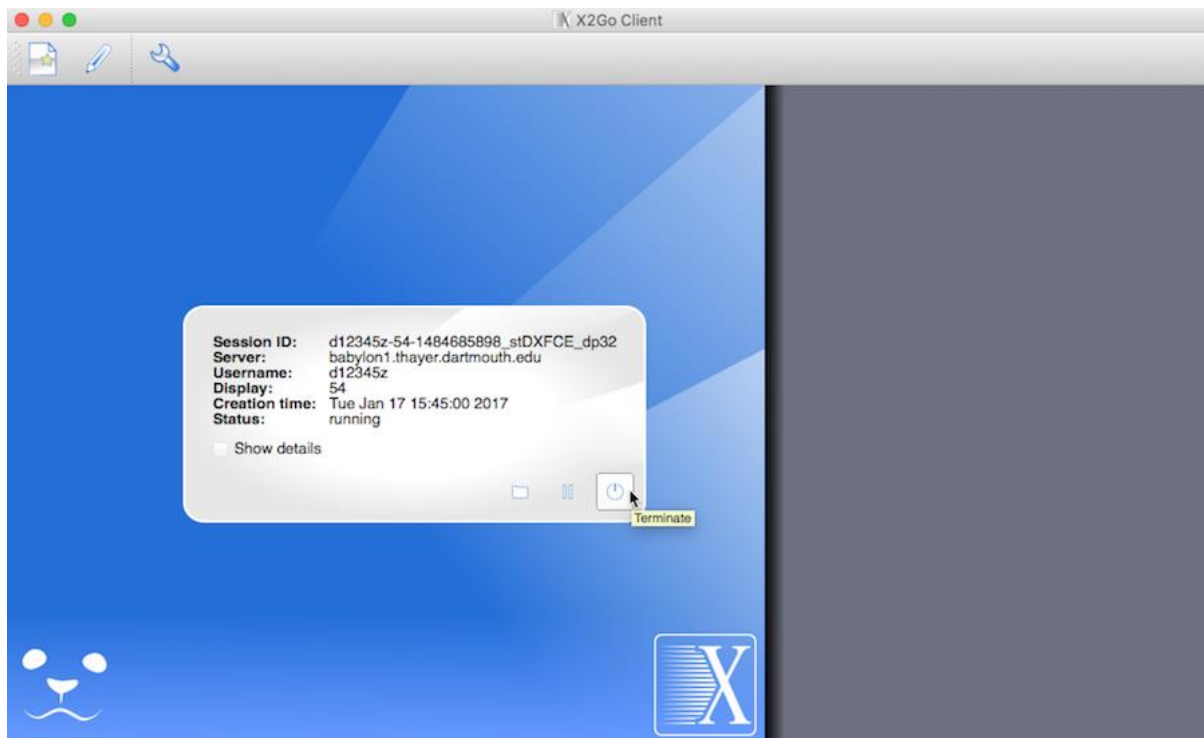 X2Go Client
Session ID: d12345z-54-1484685898_stDXFCE_dp32
Server: babylon1.thayer.dartmouth.edu
Username: d12345z
Display: 54
Creation time: Tue Jan 17 15:45:00 2017
Status: running
Show details
Terminate
X